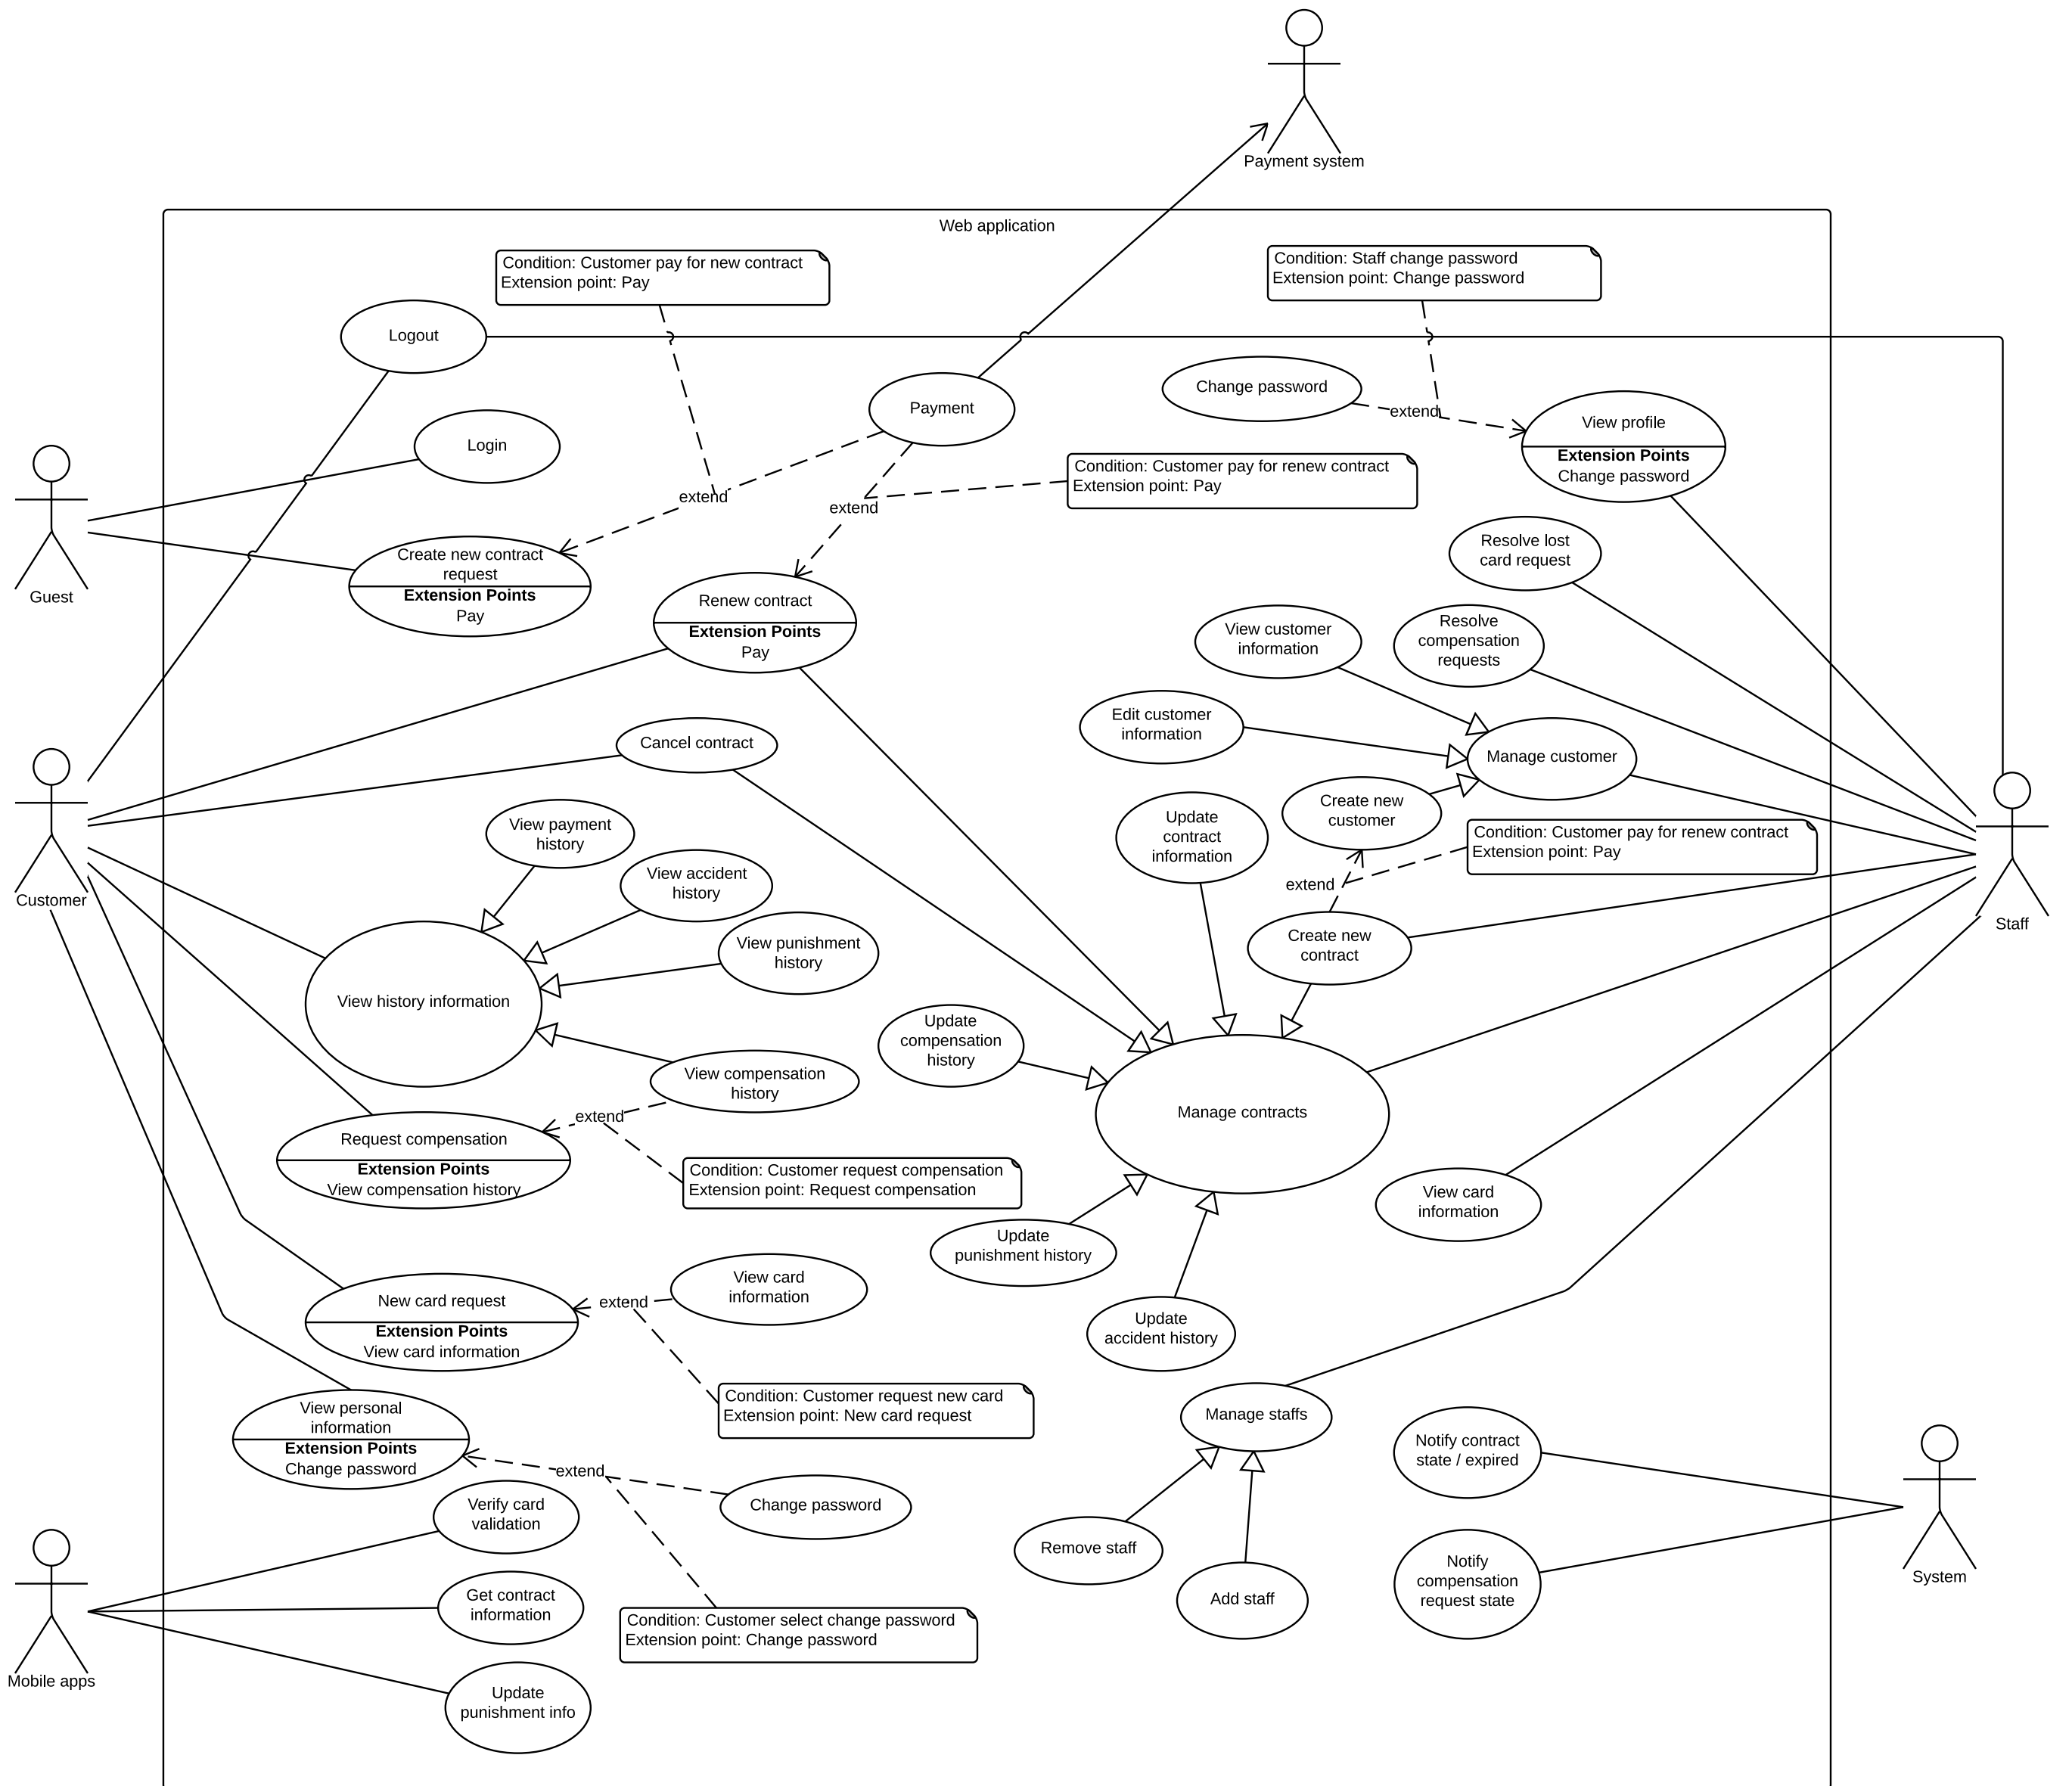 Payment system
Web application
Condition: Customer pay for new contract
Extension point: Pay
Condition: Staff change password
Extension point: Change password
Logout
Payment
Change password
extend
View profile
Extension Points
Change password
Login
Condition: Customer pay for renew contract
Extension point: Pay
extend
extend
Guest
Create new contract
request
Extension Points
Pay
Resolve lost
card request
Renew contract
Extension Points
Pay
View customer
information
Resolve
compensation
requests
Edit customer
information
Cancel contract
Manage customer
Customer
View payment
history
Update
contract
information
Create new
customer
Condition: Customer pay for renew contract
Extension point: Pay
View accident
history
extend
Staff
View punishment
history
Create new
contract
View history information
Update
compensation
history
View compensation
history
Manage contracts
extend
Request compensation
Extension Points
View compensation history
Condition: Customer request compensation
Extension point: Request compensation
View card
information
Update
punishment history
View card
information
New card request
Extension Points
View card information
extend
Update
accident history
Condition: Customer request new card
Extension point: New card request
View personal
information
Extension Points
Change password
Manage staffs
Notify contract
state / expired
extend
Change password
Verify card
validation
Remove staff
Add staff
Notify
compensation
request state
System
Get contract
information
Condition: Customer select change password
Extension point: Change password
Mobile apps
Update
punishment info